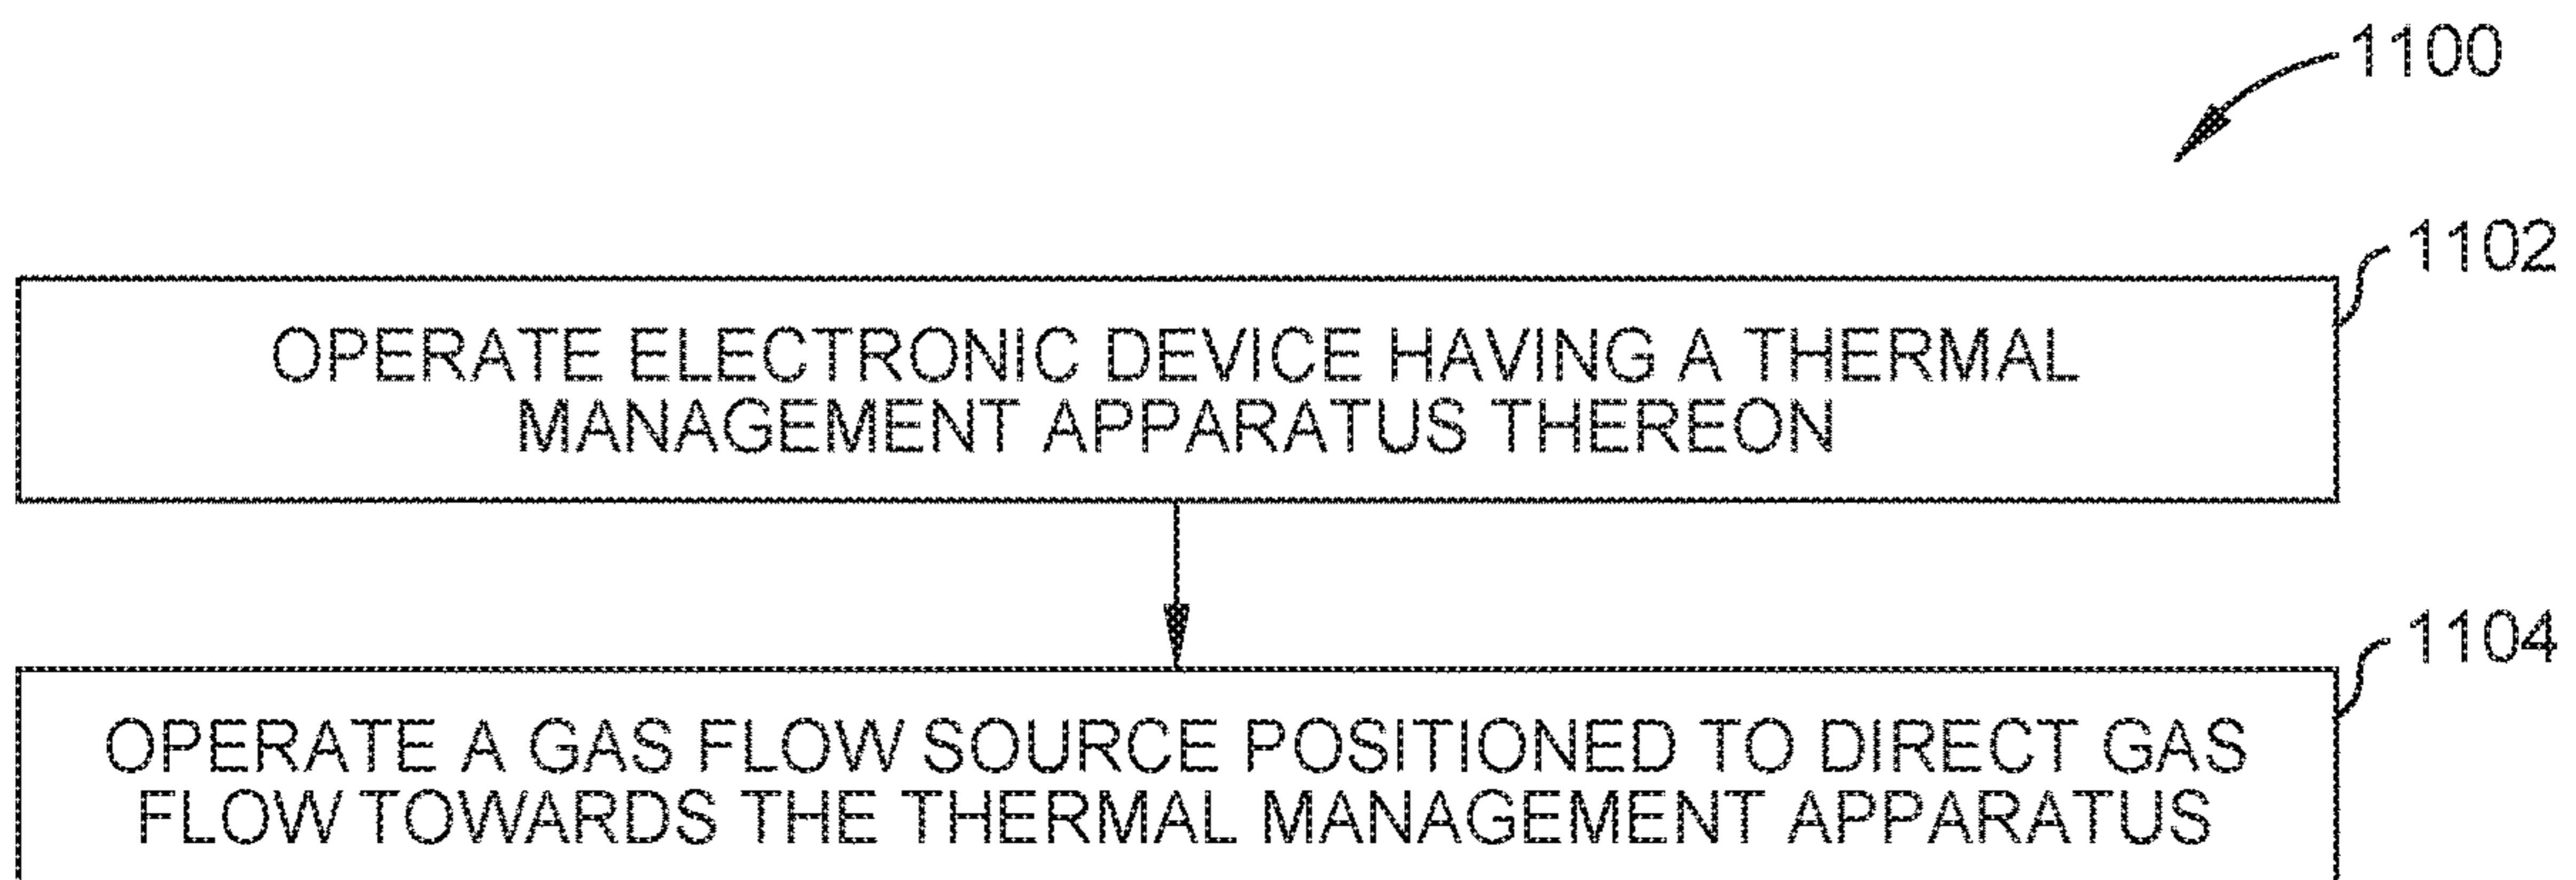 1100
1102
OPERATE ELECTRONIC DEVICE HAVING A THERMAL
MANAGEMENT APPARATUS THEREON
1104
OPERATE A GAS FLOW SOURCE POSITIONED TO DIRECT GAS
FLOW TOWARDS THE THERMAL MANAGEMENT APPARATUS